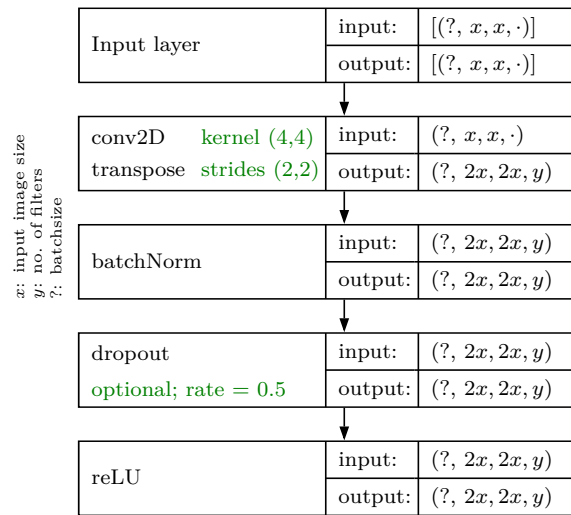 Input layer
input: [(?, x, x, ·)]
output: [(?, x, x, ·)]
conv2D kernel (4,4)
transpose strides (2,2)
input: (?, x, x, ·)
output: (?, 2x, 2x, y)
batchNorm
input: (?, 2x, 2x, y)
output: (?, 2x, 2x, y)
dropout
optional; rate = 0.5
input: (?, 2x, 2x, y)
output: (?, 2x, 2x, y)
reLU
input: (?, 2x, 2x, y)
output: (?, 2x, 2x, y)
x: input image size
y: no. of filters
?: batchsize